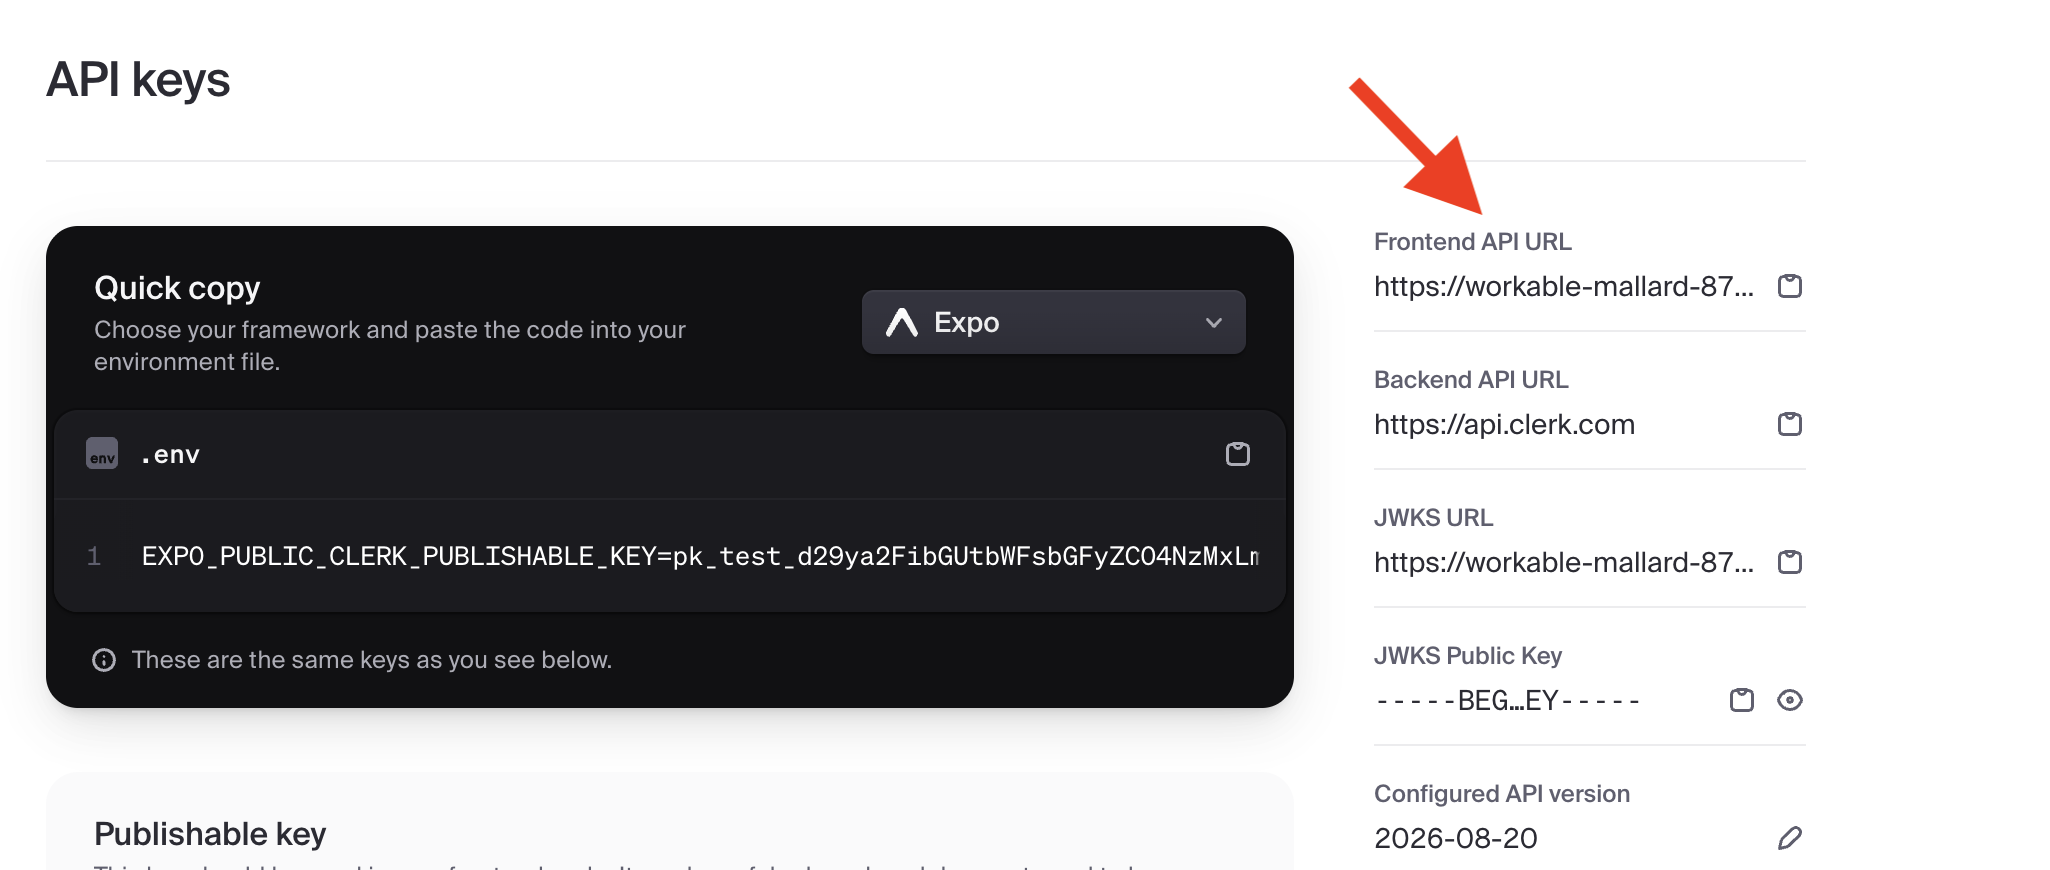 API keys
Quick copy
Choose your framework and paste the code into your
environment file.
Expo
env
.env
1 EXPO_PUBLIC_CLERK_PUBLISHABLE_KEY=pk_test_d29ya2FibGUtbWFsbGFyZC04NzMxLm
These are the same keys as you see below.
Publishable key
Frontend API URL
https://workable-mallard-87...
Backend API URL
https://api.clerk.com
JWKS URL
https://workable-mallard-87...
JWKS Public Key
-----BEG…EY-----
Configured API version
2026-08-20